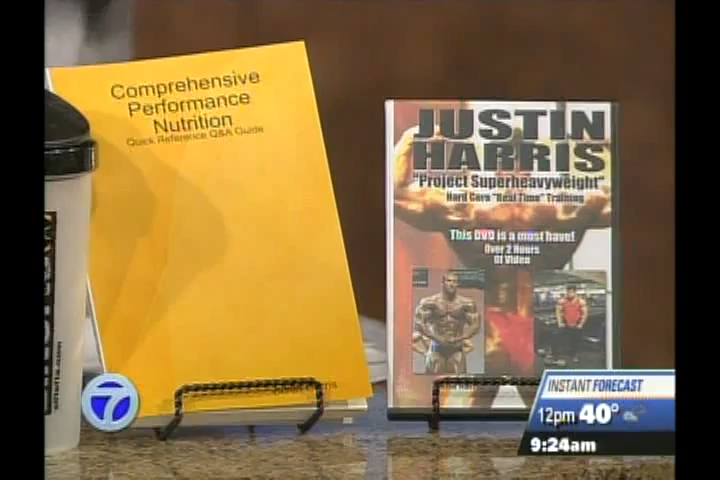 Comprehensive
Performance
Nutrition
Quick Reference Q&A Guide
JUSTIN
HARRIS
"Project Superheavyweight"
Hard Core "Real Time" Training
This DVD is a must have!
Over 2 Hours
Of Video
7
INSTANT FORECAST
12pm 40°
9:24am